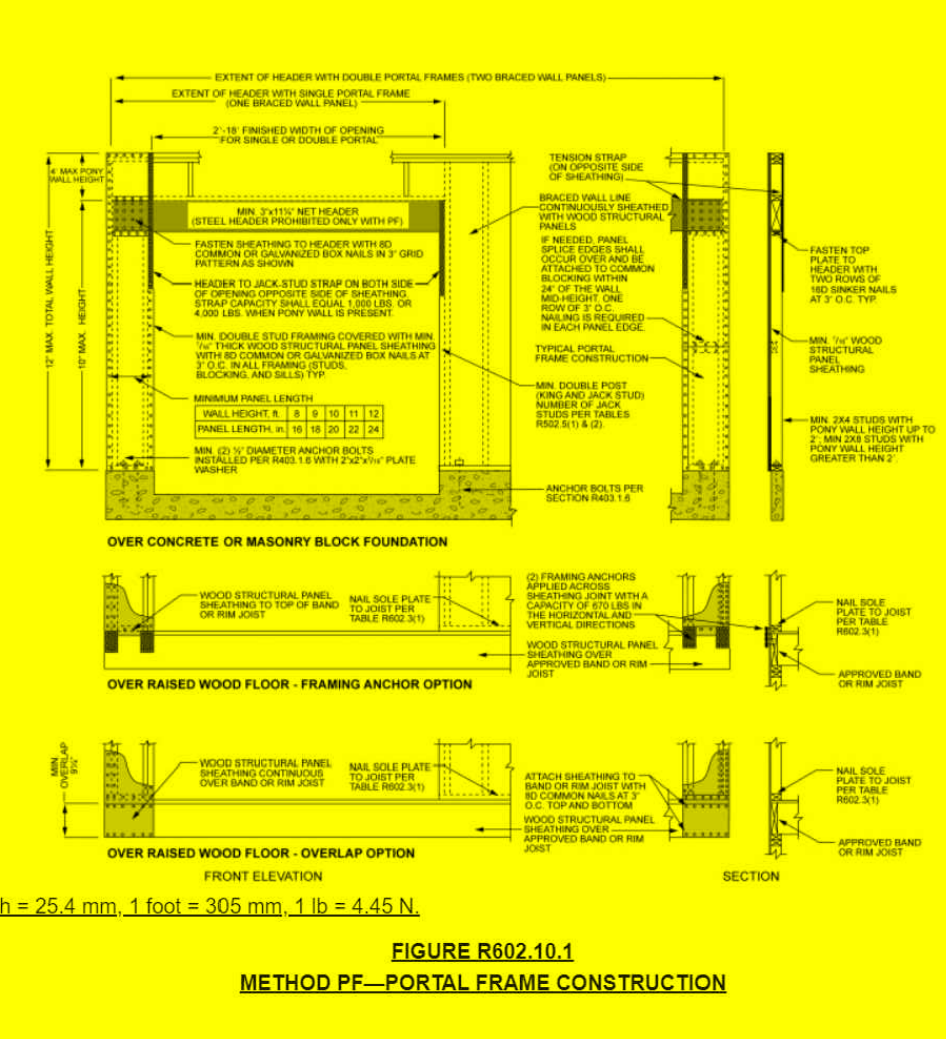 EXTENT OF HEADER WITH DOUBLE PORTAL FRAMES (TWO BRACED WALL PANELS)
EXTENT OF HEADER WITH SINGLE PORTAL FRAME
(ONE BRACED WALL PANEL)
2'-18' FINISHED WIDTH OF OPENING
FOR SINGLE OR DOUBLE PORTAL
4' MAX PONY
WALL HEIGHT
12' MAX. TOTAL WALL HEIGHT
10' MAX. HEIGHT
MIN. 3"x11¼" NET HEADER
(STEEL HEADER PROHIBITED ONLY WITH PF)
FASTEN SHEATHING TO HEADER WITH 8D
COMMON OR GALVANIZED BOX NAILS IN 3" GRID
PATTERN AS SHOWN
HEADER TO JACK-STUD STRAP ON BOTH SIDE
OF OPENING OPPOSITE SIDE OF SHEATHING.
STRAP CAPACITY SHALL EQUAL 1,000 LBS. OR
4,000 LBS. WHEN PONY WALL IS PRESENT.
MIN. DOUBLE STUD FRAMING COVERED WITH MIN.
7/16" THICK WOOD STRUCTURAL PANEL SHEATHING
WITH 8D COMMON OR GALVANIZED BOX NAILS AT
3" O.C. IN ALL FRAMING (STUDS,
BLOCKING, AND SILLS) TYP.
MINIMUM PANEL LENGTH
WALL HEIGHT, ft. 8 9 10 11 12
PANEL LENGTH, in. 16 18 20 22 24
MIN. (2) ½" DIAMETER ANCHOR BOLTS
INSTALLED PER R403.1.6 WITH 2"x2"x3/16" PLATE
WASHER
TENSION STRAP
(ON OPPOSITE SIDE
OF SHEATHING)
BRACED WALL LINE
CONTINUOUSLY SHEATHED
WITH WOOD STRUCTURAL
PANELS
IF NEEDED, PANEL
SPLICE EDGES SHALL
OCCUR OVER AND BE
ATTACHED TO COMMON
BLOCKING WITHIN
24" OF THE WALL
MID-HEIGHT. ONE
ROW OF 3" O.C.
NAILING IS REQUIRED
IN EACH PANEL EDGE.
TYPICAL PORTAL
FRAME CONSTRUCTION
MIN. DOUBLE POST
(KING AND JACK STUD)
NUMBER OF JACK
STUDS PER TABLES
R502.5(1) & (2).
ANCHOR BOLTS PER
SECTION R403.1.6
FASTEN TOP
PLATE TO
HEADER WITH
TWO ROWS OF
16D SINKER NAILS
AT 3" O.C. TYP.
MIN. 7/16" WOOD
STRUCTURAL
PANEL
SHEATHING
MIN. 2X4 STUDS WITH
PONY WALL HEIGHT UP TO
2'; MIN 2X6 STUDS WITH
PONY WALL HEIGHT
GREATER THAN 2'.
OVER CONCRETE OR MASONRY BLOCK FOUNDATION
WOOD STRUCTURAL PANEL
SHEATHING TO TOP OF BAND
OR RIM JOIST
NAIL SOLE PLATE
TO JOIST PER
TABLE R602.3(1)
(2) FRAMING ANCHORS
APPLIED ACROSS
SHEATHING JOINT WITH A
CAPACITY OF 670 LBS IN
THE HORIZONTAL AND
VERTICAL DIRECTIONS
WOOD STRUCTURAL PANEL
SHEATHING OVER
APPROVED BAND OR RIM
JOIST
NAIL SOLE
PLATE TO JOIST
PER TABLE
R602.3(1)
APPROVED BAND
OR RIM JOIST
OVER RAISED WOOD FLOOR - FRAMING ANCHOR OPTION
MIN. OVERLAP
9¼"
WOOD STRUCTURAL PANEL
SHEATHING CONTINUOUS
OVER BAND OR RIM JOIST
NAIL SOLE PLATE
TO JOIST PER
TABLE R602.3(1)
ATTACH SHEATHING TO
BAND OR RIM JOIST WITH
8D COMMON NAILS AT 3"
O.C. TOP AND BOTTOM
WOOD STRUCTURAL PANEL
SHEATHING OVER
APPROVED BAND OR RIM
JOIST
NAIL SOLE
PLATE TO JOIST
PER TABLE
R602.3(1)
APPROVED BAND
OR RIM JOIST
OVER RAISED WOOD FLOOR - OVERLAP OPTION
FRONT ELEVATION
SECTION
h = 25.4 mm, 1 foot = 305 mm, 1 lb = 4.45 N.
FIGURE R602.10.1
METHOD PF—PORTAL FRAME CONSTRUCTION